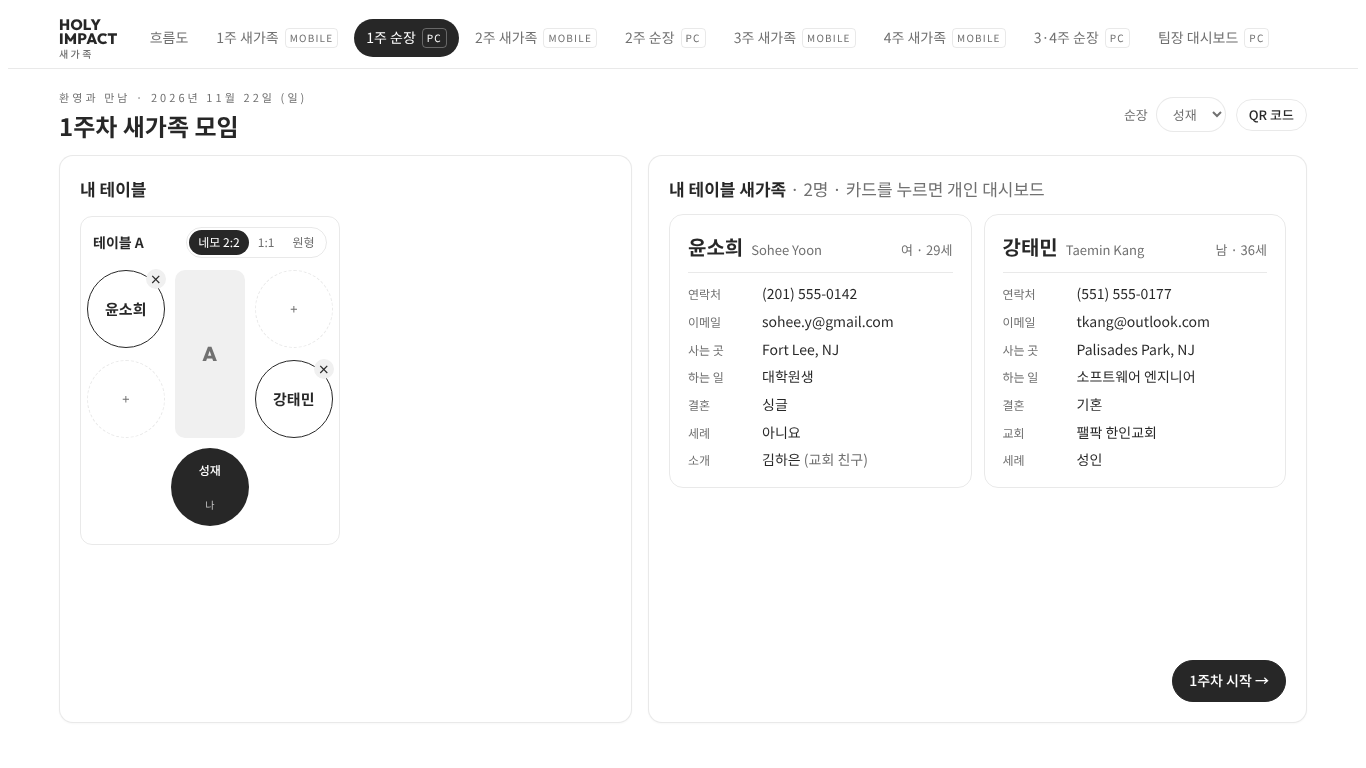 HOLY
IMPACT
새가족
흐름도
1주 새가족 MOBILE
1주 순장 PC
2주 새가족 MOBILE
2주 순장 PC
3주 새가족 MOBILE
4주 새가족 MOBILE
3·4주 순장 PC
팀장 대시보드 PC
환영과 만남 · 2026년 11월 22일 (일)
1주차 새가족 모임
순장 성재
QR 코드
내 테이블
테이블 A
네모 2:2 1:1 원형
윤소희 ×
A
+
+
강태민 ×
성재
나
내 테이블 새가족 · 2명 · 카드를 누르면 개인 대시보드
윤소희 Sohee Yoon 여 · 29세
연락처 (201) 555-0142
이메일 sohee.y@gmail.com
사는 곳 Fort Lee, NJ
하는 일 대학원생
결혼 싱글
세례 아니요
소개 김하은 (교회 친구)
강태민 Taemin Kang 남 · 36세
연락처 (551) 555-0177
이메일 tkang@outlook.com
사는 곳 Palisades Park, NJ
하는 일 소프트웨어 엔지니어
결혼 기혼
교회 팰팍 한인교회
세례 성인
1주차 시작 →